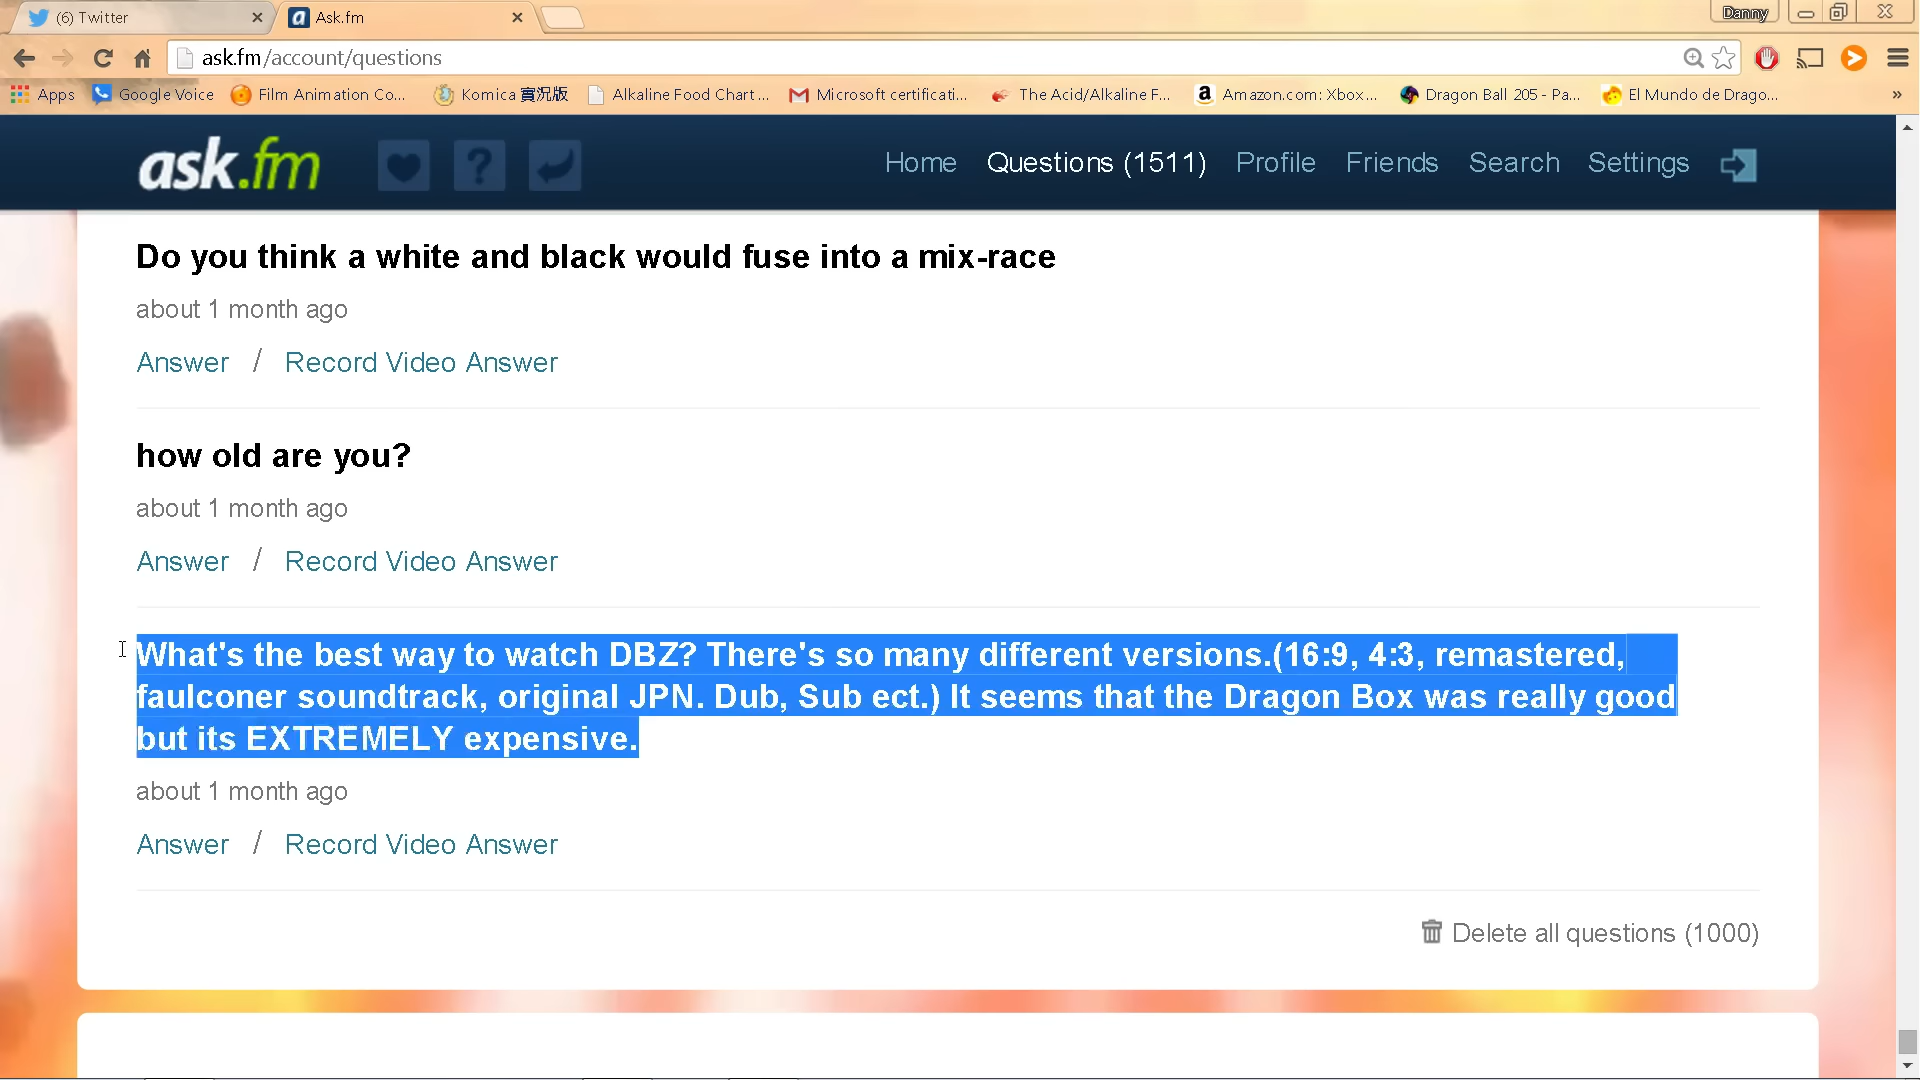 (6) Twitter
Ask.fm
Danny
ask.fm/account/questions
Apps
Google Voice
Film Animation Co...
Komica 實況版
Alkaline Food Chart ...
Microsoft certificati...
The Acid/Alkaline F...
Amazon.com: Xbox...
Dragon Ball 205 - Pa...
El Mundo de Drago...
»
ask.fm
Home
Questions (1511)
Profile
Friends
Search
Settings
Do you think a white and black would fuse into a mix-race
about 1 month ago
Answer / Record Video Answer
how old are you?
about 1 month ago
Answer / Record Video Answer
What's the best way to watch DBZ? There's so many different versions.(16:9, 4:3, remastered,
faulconer soundtrack, original JPN. Dub, Sub ect.) It seems that the Dragon Box was really good
but its EXTREMELY expensive.
about 1 month ago
Answer / Record Video Answer
Delete all questions (1000)